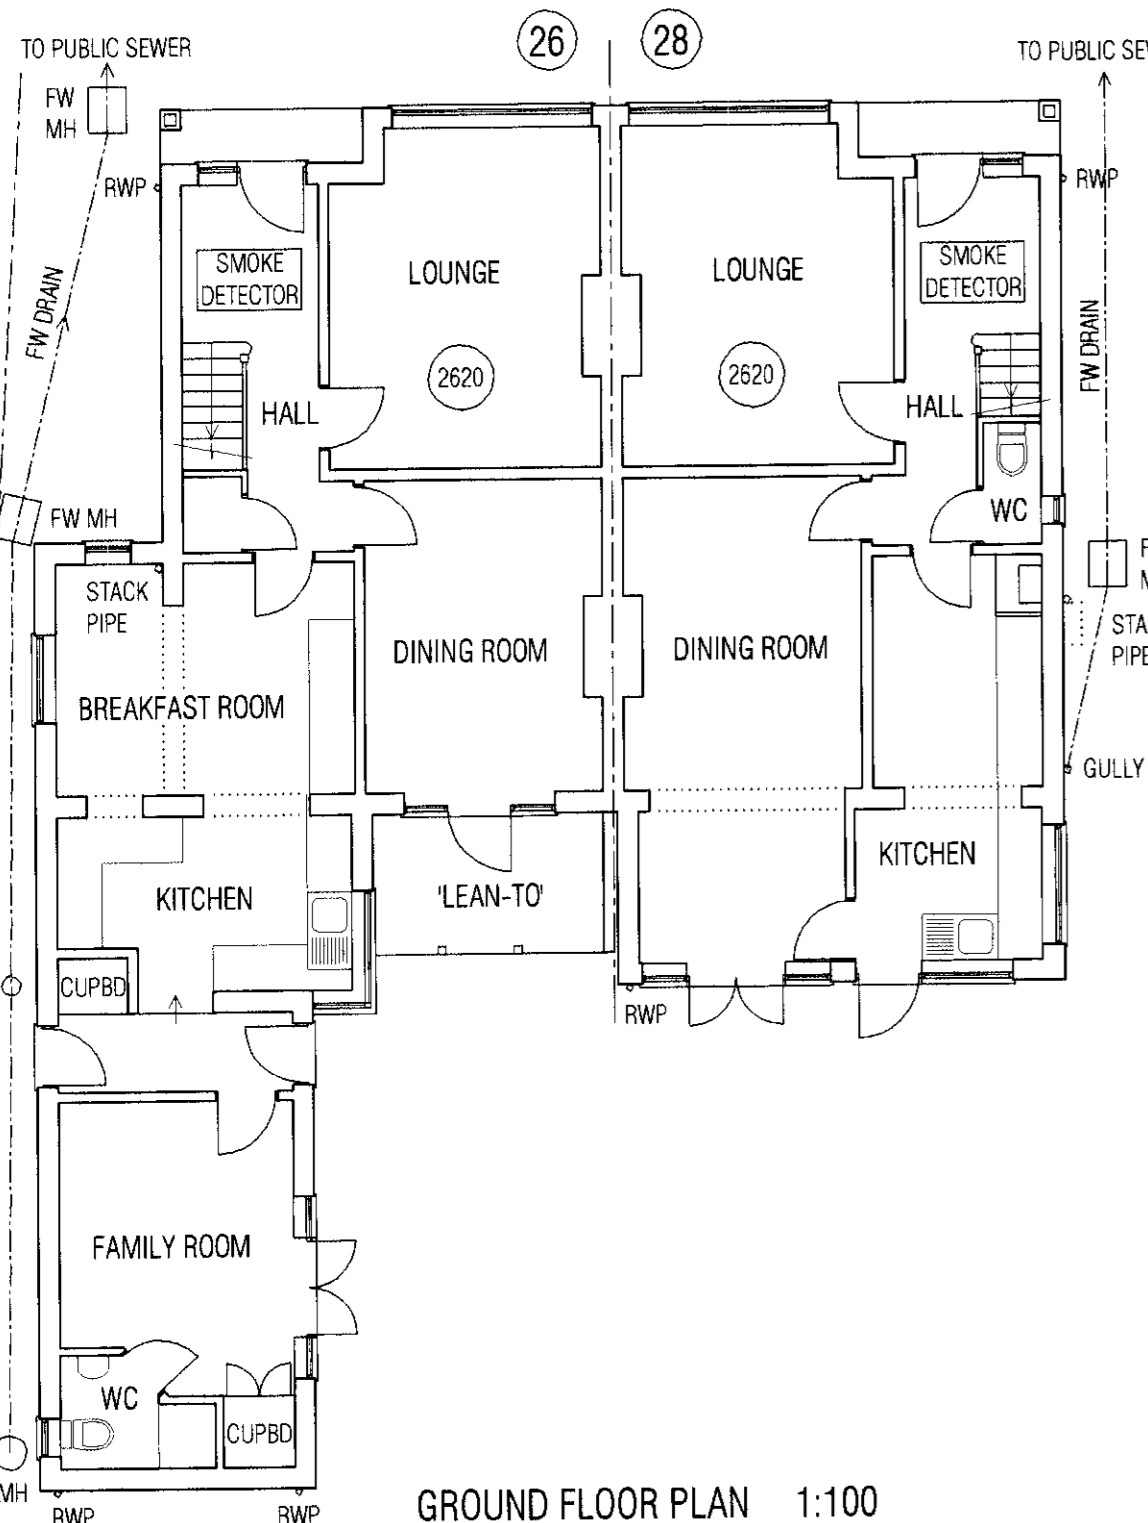 26 28
TO PUBLIC SEWER
TO PUBLIC SEW
FW
MH
RWP
RWP
FW DRAIN
SMOKE
DETECTOR
LOUNGE
LOUNGE
SMOKE
DETECTOR
FW DRAIN
2620
2620
HALL
HALL
WC
FW MH
F
M
STACK
PIPE
STA
PIPE
DINING ROOM
DINING ROOM
BREAKFAST ROOM
GULLY
KITCHEN
'LEAN-TO'
KITCHEN
CUPBD
RWP
FAMILY ROOM
WC
CUPBD
MH
RWP
RWP
GROUND FLOOR PLAN 1:100